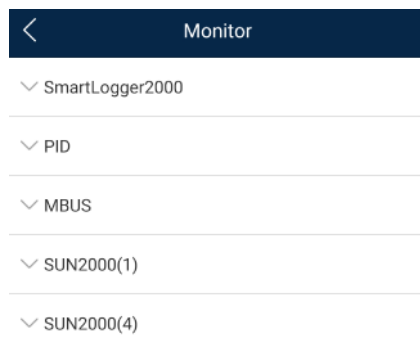 Monitor
SmartLogger2000
PID
MBUS
SUN2000(1)
SUN2000(4)